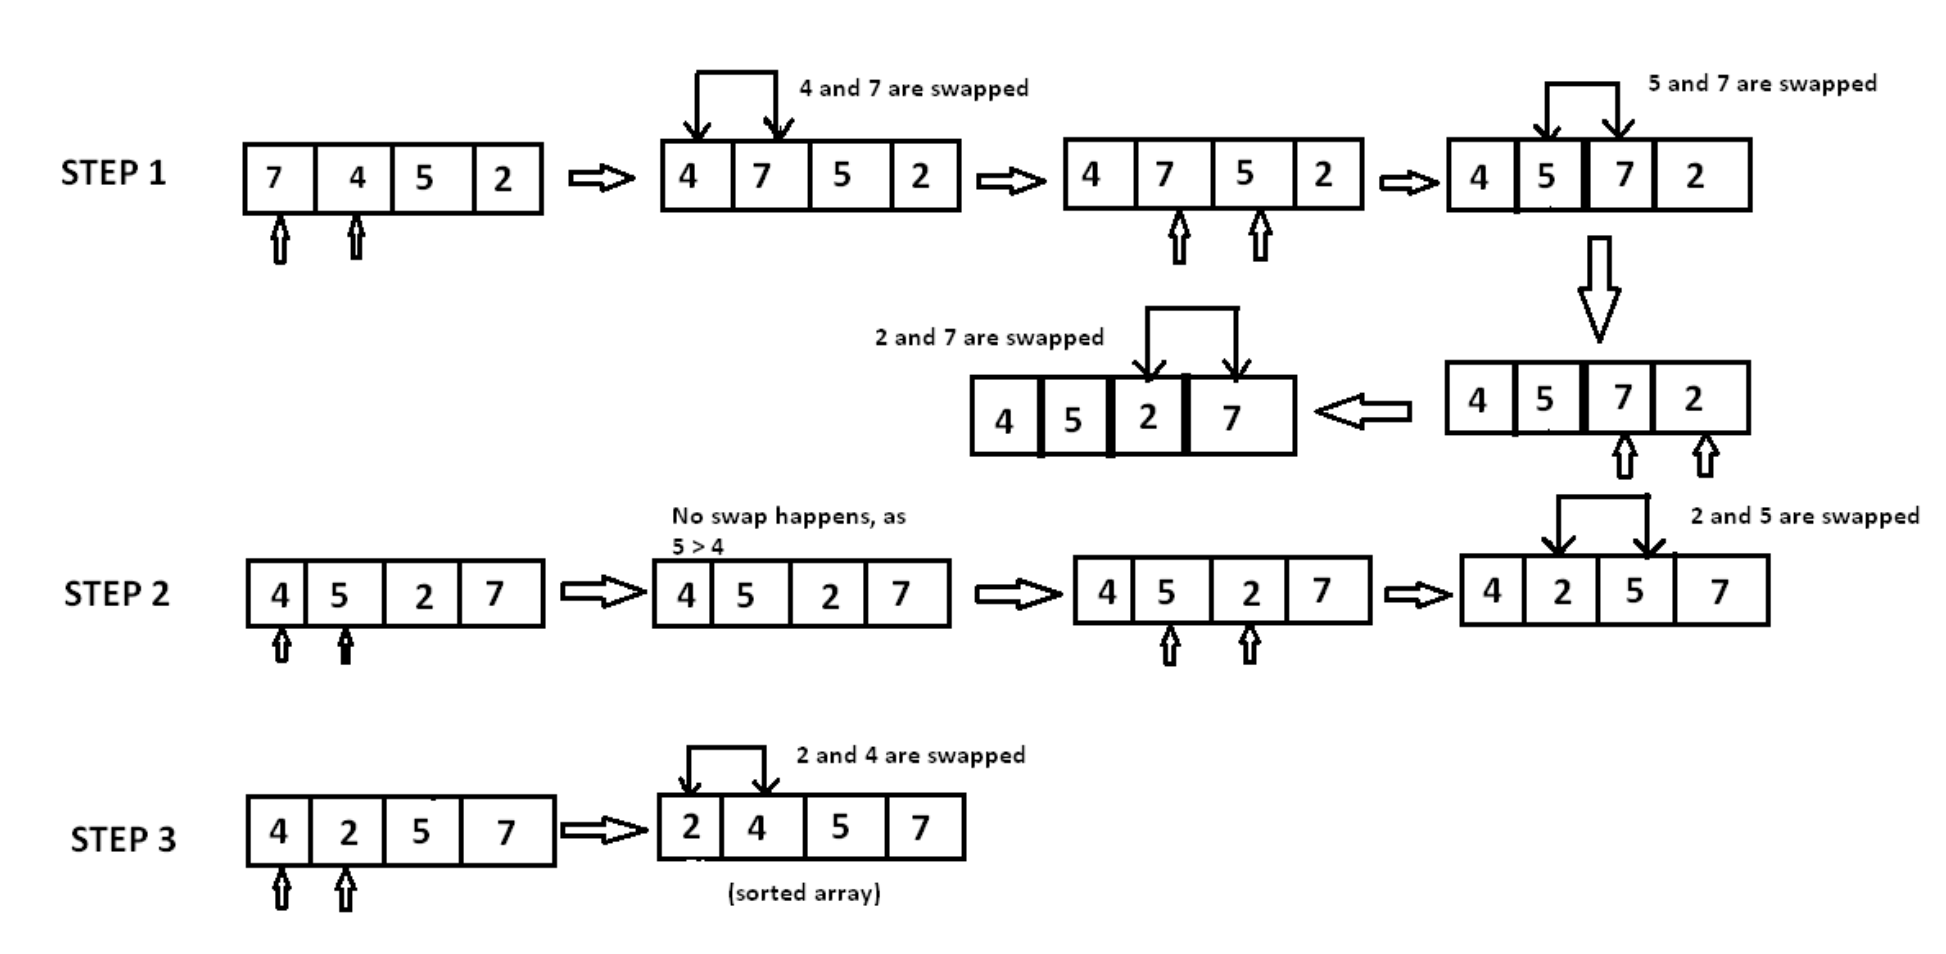 4 and 7 are swapped
5 and 7 are swapped
STEP 1
7 4 5 2
4 7 5 2
4 7 5 2
4 5 7 2
2 and 7 are swapped
4 5 2 7
4 5 7 2
No swap happens, as
5 > 4
2 and 5 are swapped
STEP 2
4 5 2 7
4 5 2 7
4 5 2 7
4 2 5 7
2 and 4 are swapped
STEP 3
4 2 5 7
2 4 5 7
(sorted array)